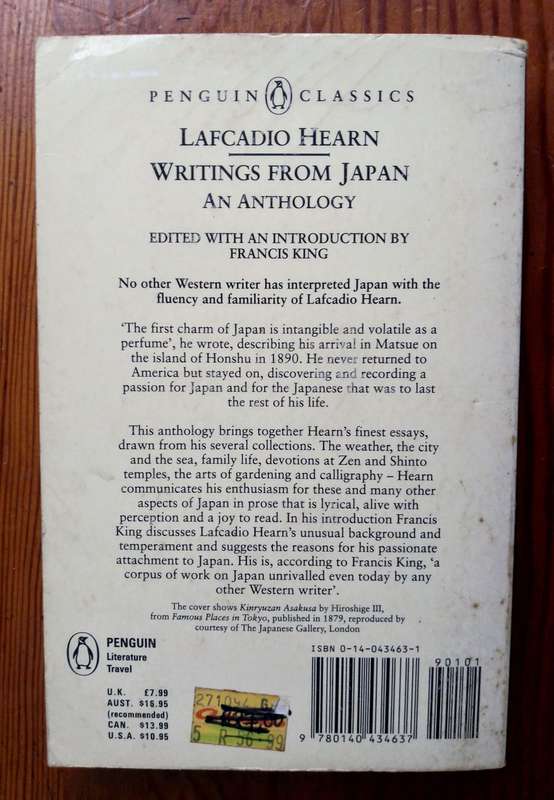 PENGUIN CLASSICS
LAFCADIO HEARN
WRITINGS FROM JAPAN
AN ANTHOLOGY
EDITED WITH AN INTRODUCTION BY
FRANCIS KING
No other Western writer has interpreted Japan with the
fluency and familiarity of Lafcadio Hearn.
‘The first charm of Japan is intangible and volatile as a
perfume’, he wrote, describing his arrival in Matsue on
the island of Honshu in 1890. He never returned to
America but stayed on, discovering and recording a
passion for Japan and for the Japanese that was to last
the rest of his life.
This anthology brings together Hearn’s finest essays,
drawn from his several collections. The weather, the city
and the sea, family life, devotions at Zen and Shinto
temples, the arts of gardening and calligraphy – Hearn
communicates his enthusiasm for these and many other
aspects of Japan in prose that is lyrical, alive with
perception and a joy to read. In his introduction Francis
King discusses Lafcadio Hearn’s unusual background and
temperament and suggests the reasons for his passionate
attachment to Japan. His is, according to Francis King, ‘a
corpus of work on Japan unrivalled even today by any
other Western writer’.
The cover shows Kinryuzan Asakusa by Hiroshige III,
from Famous Places in Tokyo, published in 1879, reproduced by
courtesy of The Japanese Gallery, London
PENGUIN
Literature
Travel
U.K. £7.99
AUST. $16.95
(recommended)
CAN. $13.99
U.S.A. $10.95
271094
5 R 56 99
ISBN 0-14-043463-1
90101
9 780140 434637